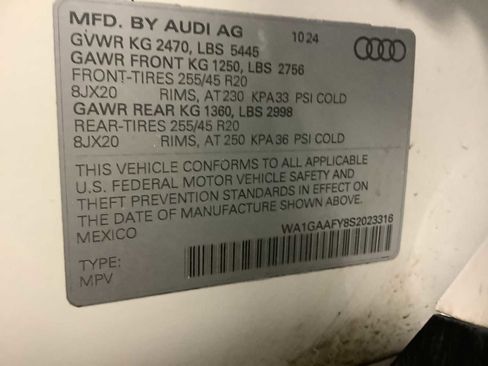 MFD. BY AUDI AG 10 24
GVWR KG 2470, LBS 5445
GAWR FRONT KG 1250, LBS 2756
FRONT-TIRES 255/45 R20
8JX20 RIMS, AT 230 KPA 33 PSI COLD
GAWR REAR KG 1360, LBS 2998
REAR-TIRES 255/45 R20
8JX20 RIMS, AT 250 KPA 36 PSI COLD
THIS VEHICLE CONFORMS TO ALL APPLICABLE
U.S. FEDERAL MOTOR VEHICLE SAFETY AND
THEFT PREVENTION STANDARDS IN EFFECT ON
DATE OF MANUFACTURE SHOWN ABOVE.
MEXICO
WA1GAAFY8S2023316
TYPE:
MPV